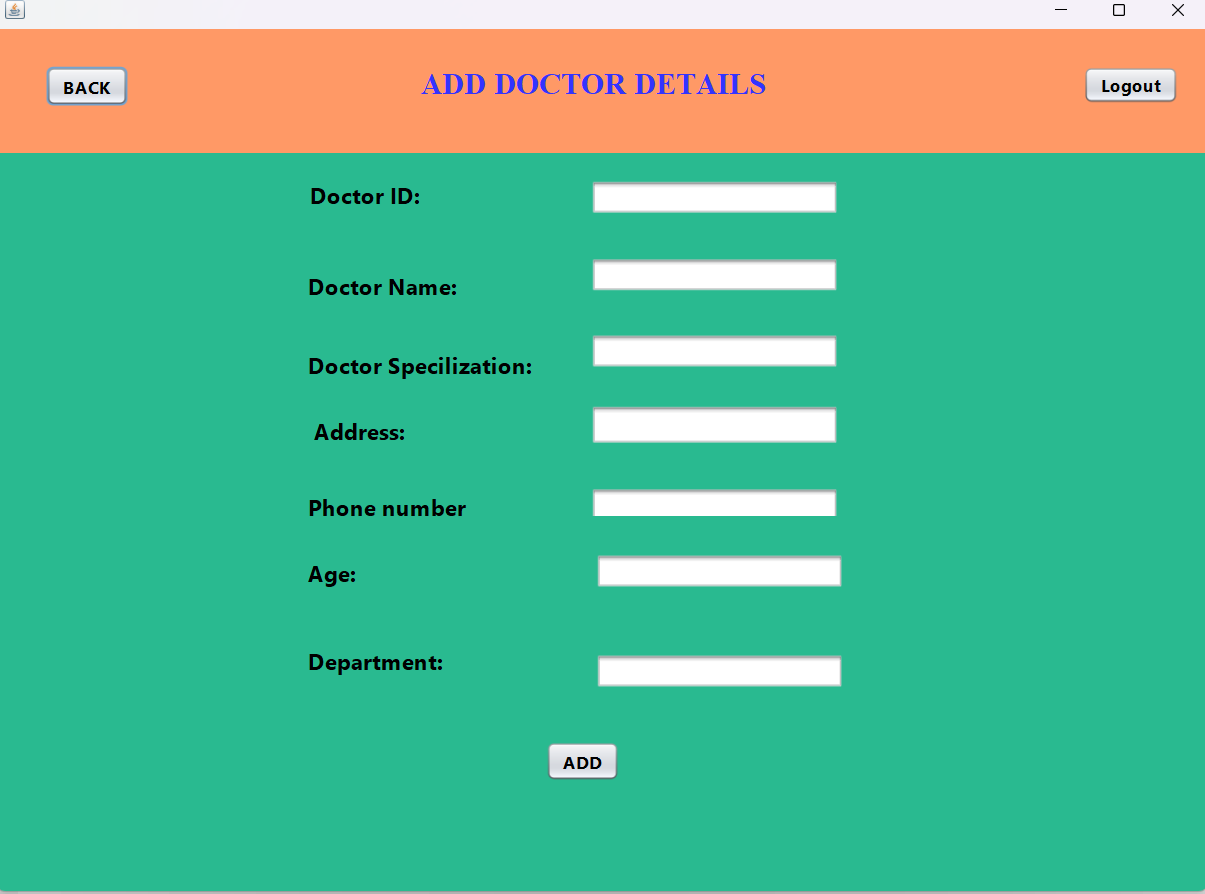 BACK
ADD DOCTOR DETAILS
Logout
Doctor ID:
Doctor Name:
Doctor Specilization:
Address:
Phone number
Age:
Department:
ADD